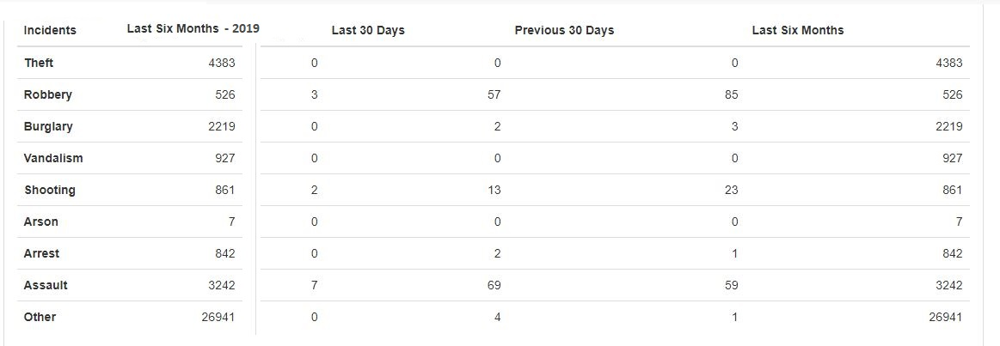 Incidents Last Six Months - 2019 Last 30 Days Previous 30 Days Last Six Months
Theft 4383 0 0 0 4383
Robbery 526 3 57 85 526
Burglary 2219 0 2 3 2219
Vandalism 927 0 0 0 927
Shooting 861 2 13 23 861
Arson 7 0 0 0 7
Arrest 842 0 2 1 842
Assault 3242 7 69 59 3242
Other 26941 0 4 1 26941